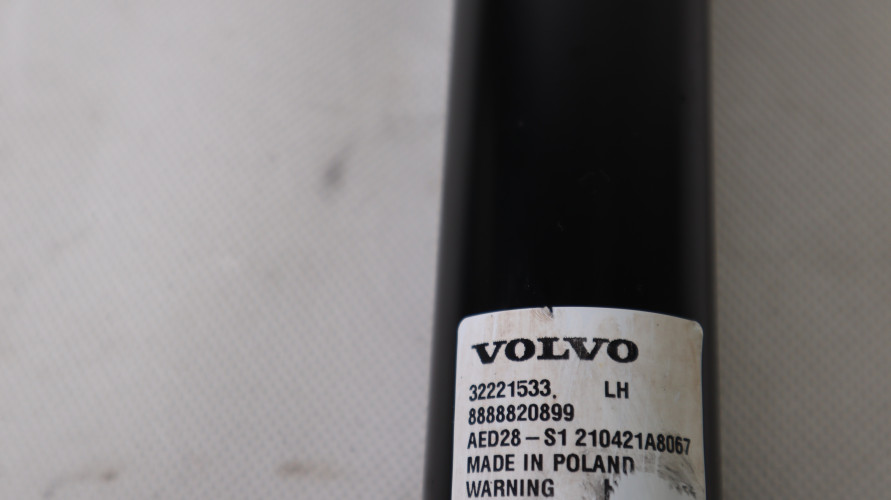 VOLVO
32221533. LH
8888820899
AED28-S1 210421A8067
MADE IN POLAND
WARNING